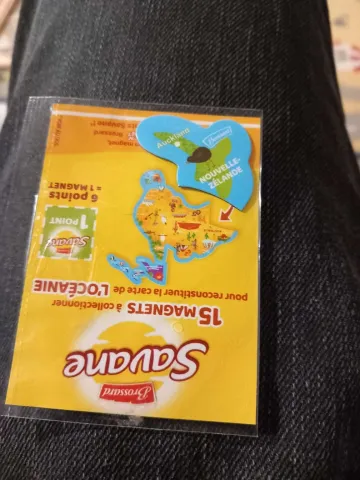 Brossard
Savane
15 MAGNETS à collectionner
pour reconstituer la carte de L'OCÉANIE
Savane
1 POINT
6 points
= 1 MAGNET
Auckland
Brossard
NOUVELLE-
ZÉLANDE